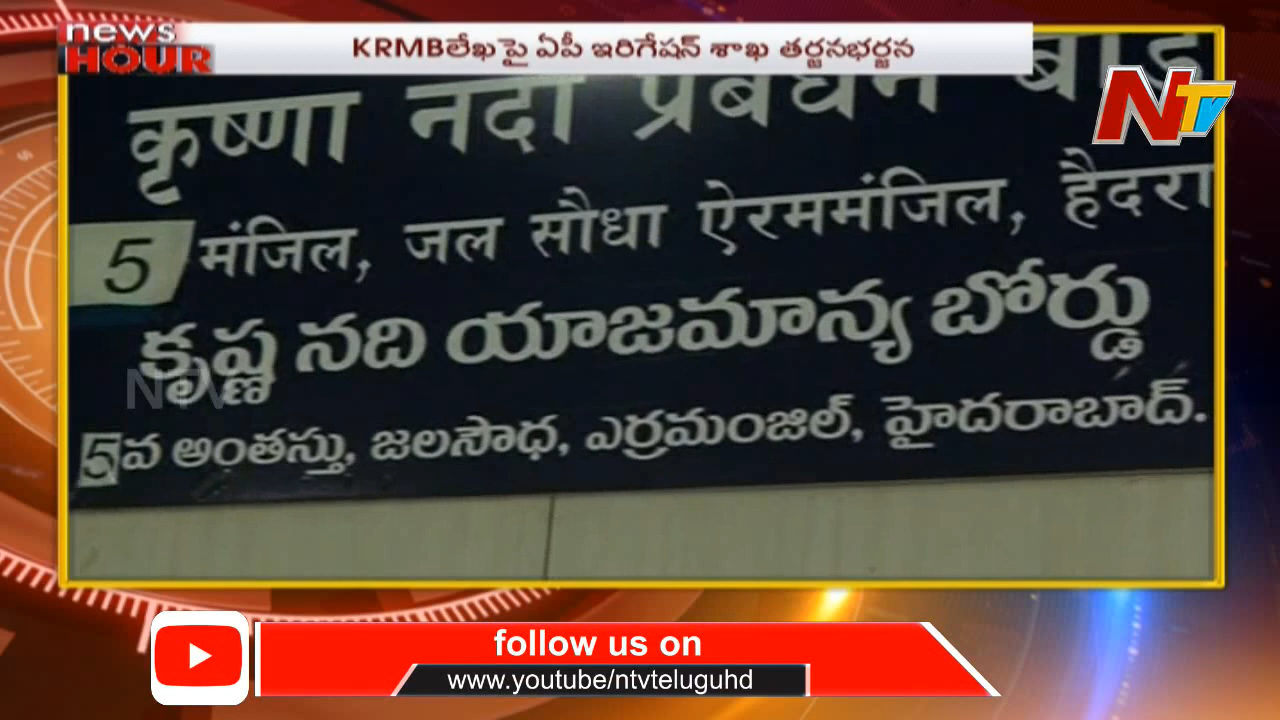 news
HOUR
KRMBలేఖపై ఏపీ ఇరిగేషన్ శాఖ తర్జనభర్జన
NTV
कृष्णा नदी प्रबंधन बोर्ड
5 मंजिल, जल सौधा ऐरममंजिल, हैदरा
కృష్ణ నది యాజమాన్య బోర్డు
NTV
5వ అంతస్తు, జలసౌధ, ఎర్రమంజిల్, హైదరాబాద్.
follow us on
www.youtube/ntvteluguhd